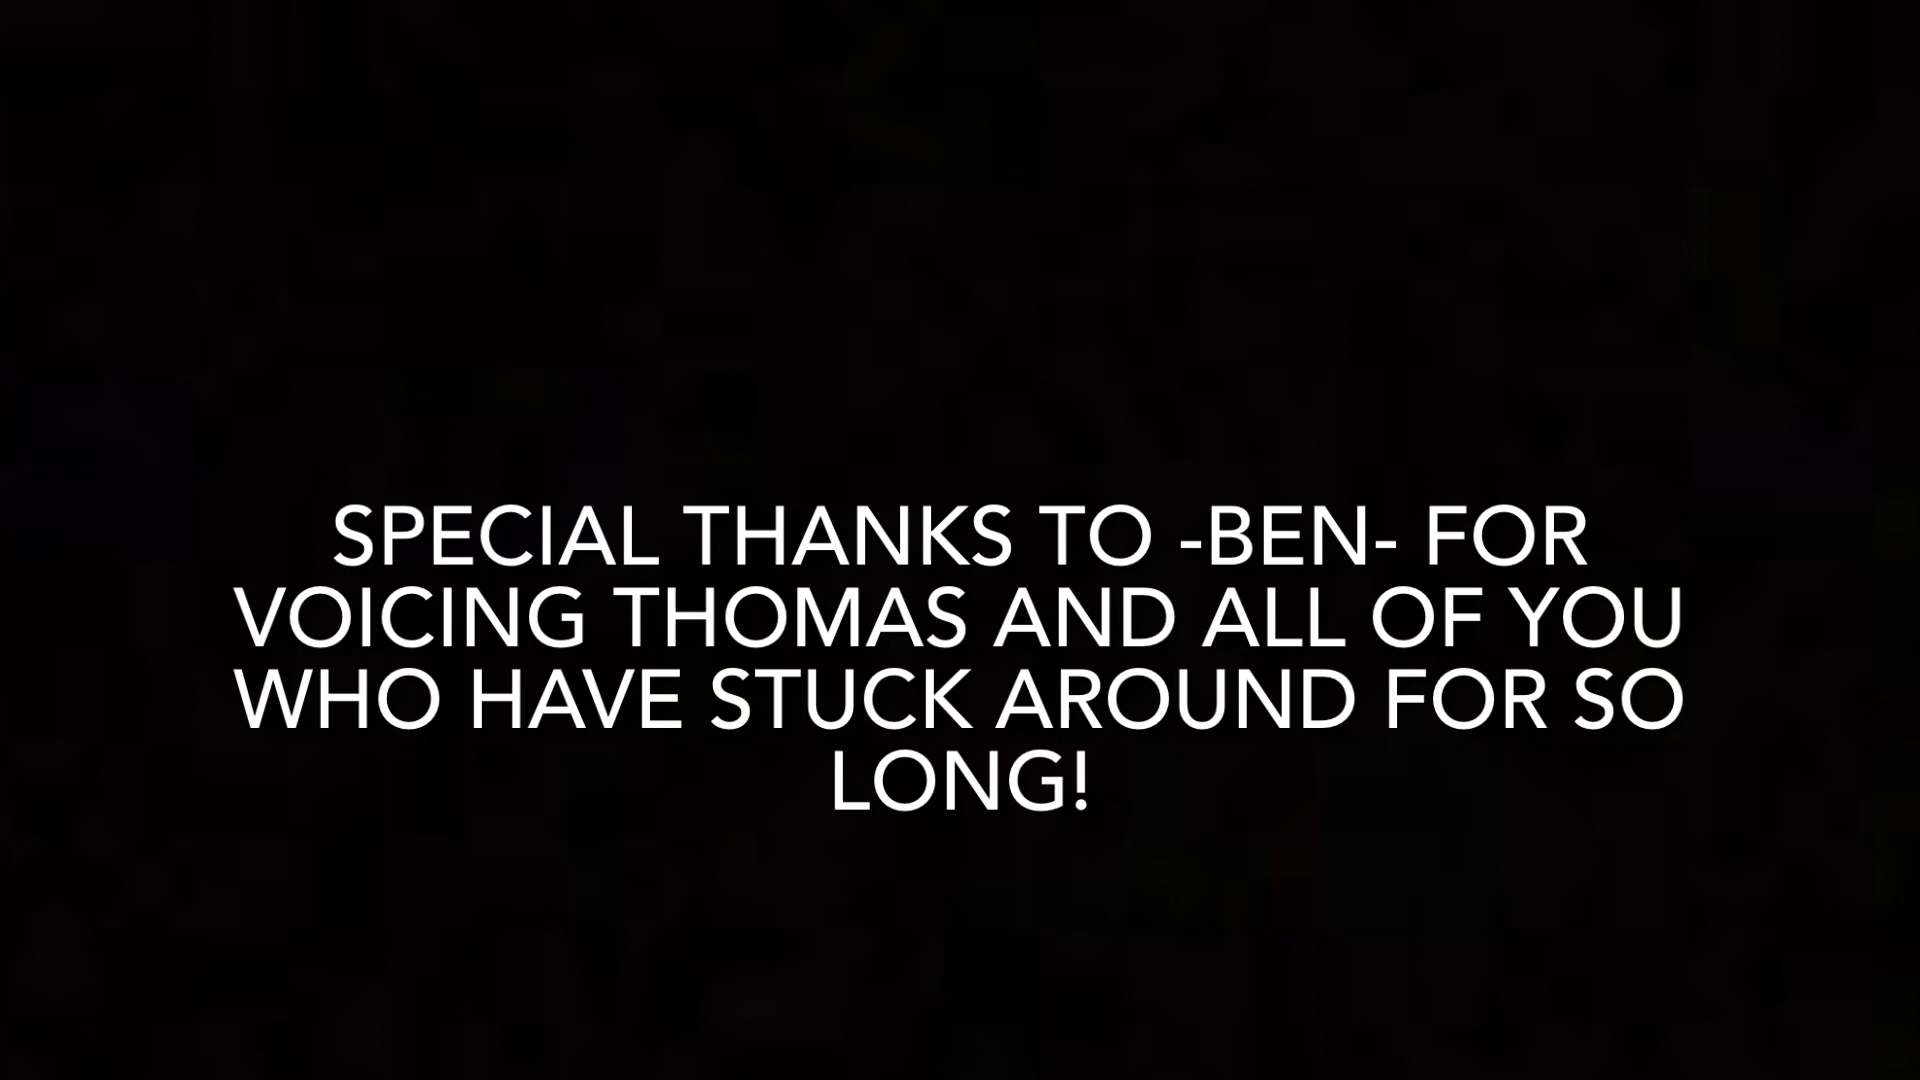 SPECIAL THANKS TO -BEN- FOR
VOICING THOMAS AND ALL OF YOU
WHO HAVE STUCK AROUND FOR SO
LONG!